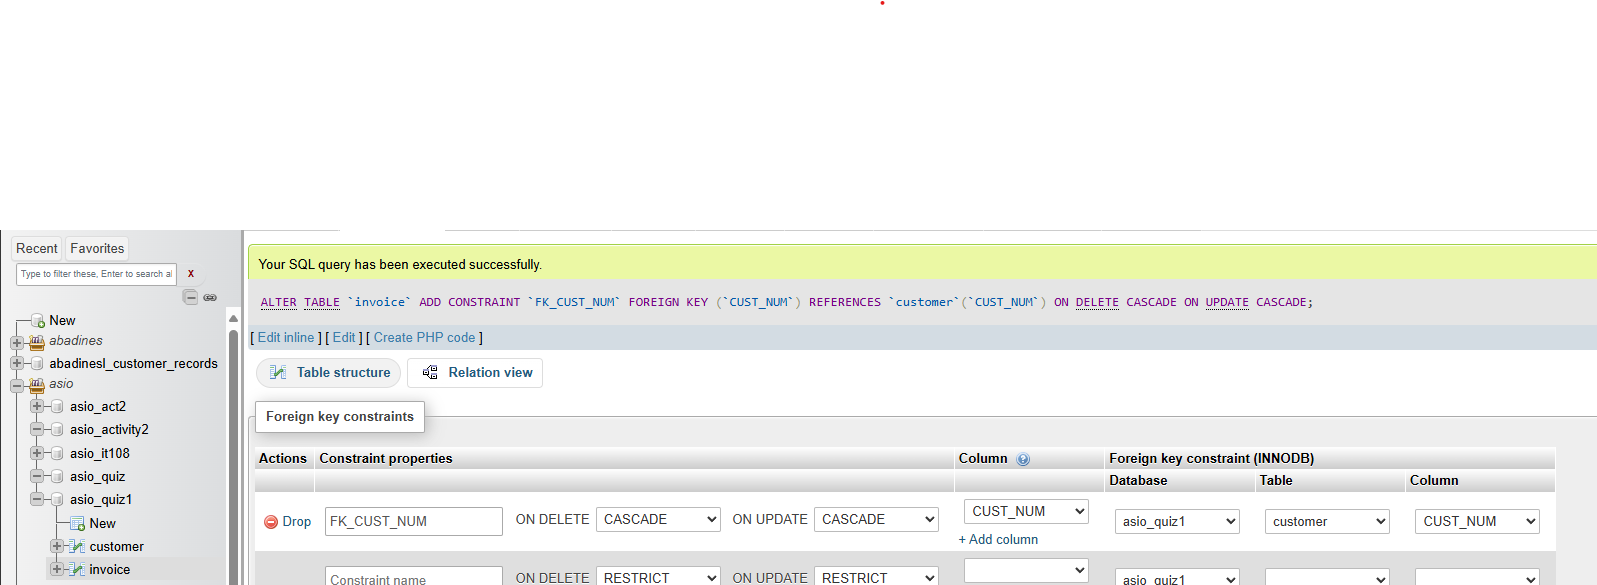 Recent Favorites
Type to filter these, Enter to search al X
New
abadines
abadinesl_customer_records
asio
asio_act2
asio_activity2
asio_it108
asio_quiz
asio_quiz1
New
customer
invoice
Your SQL query has been executed successfully.
ALTER TABLE `invoice` ADD CONSTRAINT `FK_CUST_NUM` FOREIGN KEY (`CUST_NUM`) REFERENCES `customer`(`CUST_NUM`) ON DELETE CASCADE ON UPDATE CASCADE;
[ Edit inline ] [ Edit ] [ Create PHP code ]
Table structure Relation view
Foreign key constraints
Actions Constraint properties Column Foreign key constraint (INNODB)
Database Table Column
Drop FK_CUST_NUM ON DELETE CASCADE ON UPDATE CASCADE CUST_NUM asio_quiz1 customer CUST_NUM
+ Add column
Constraint name ON DELETE RESTRICT ON UPDATE RESTRICT asio_quiz1